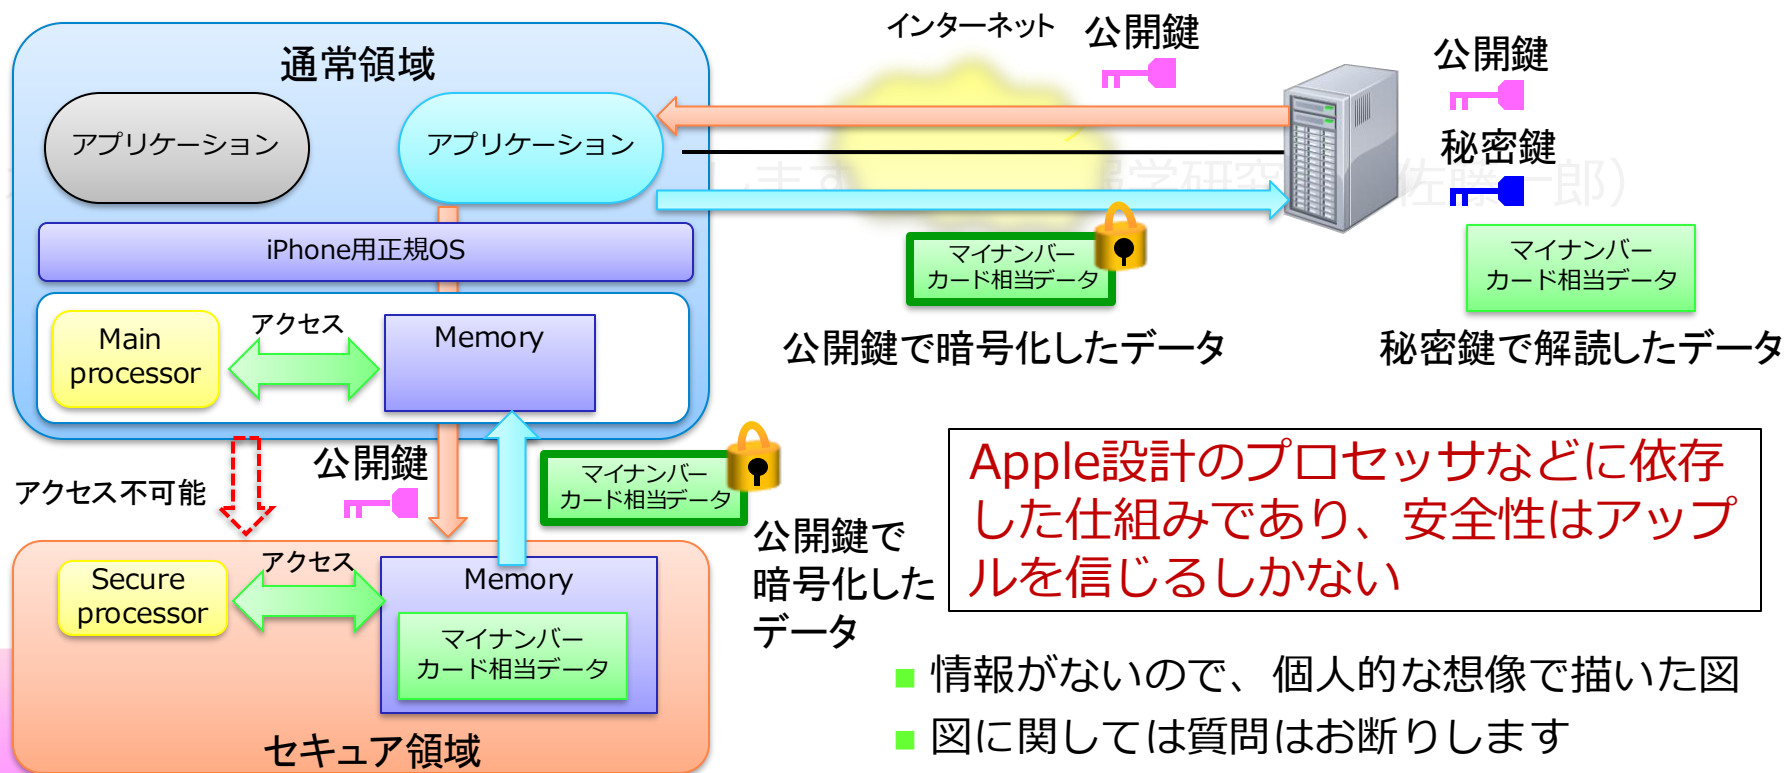 通常領域
インターネット
公開鍵
公開鍵
アプリケーション
アプリケーション
秘密鍵
佐藤一郎）
iPhone用正規OS
マイナンバー
カード相当データ
マイナンバー
カード相当データ
公開鍵で暗号化したデータ
秘密鍵で解読したデータ
Main
processor
アクセス
Memory
アクセス不可能
公開鍵
マイナンバー
カード相当データ
公開鍵で
暗号化した
データ
Apple設計のプロセッサなどに依存
した仕組みであり、安全性はアップ
ルを信じるしかない
Secure
processor
アクセス
Memory
マイナンバー
カード相当データ
セキュア領域
情報がないので、個人的な想像で描いた図
図に関しては質問はお断りします